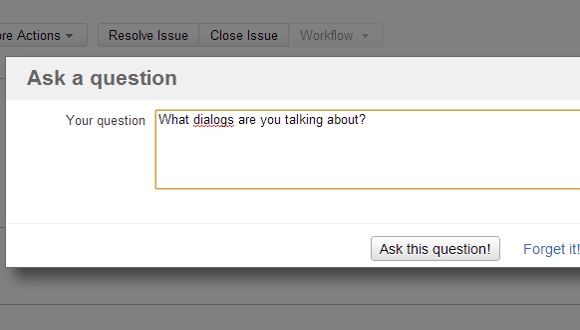 re Actions Resolve Issue Close Issue Workflow
Ask a question
Your question What dialogs are you talking about?
Ask this question! Forget it!